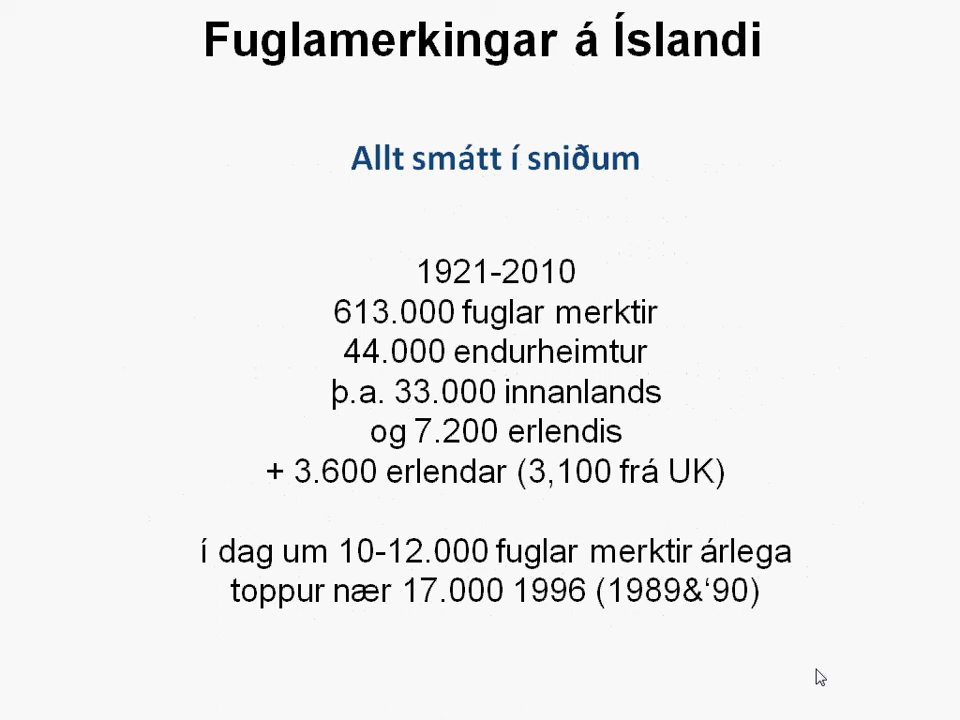 Fuglamerkingar á Íslandi
Allt smátt í sniðum
1921-2010
613.000 fuglar merktir
44.000 endurheimtur
þ.a. 33.000 innanlands
og 7.200 erlendis
+ 3.600 erlendar (3,100 frá UK)
í dag um 10-12.000 fuglar merktir árlega
toppur nær 17.000 1996 (1989&‘90)